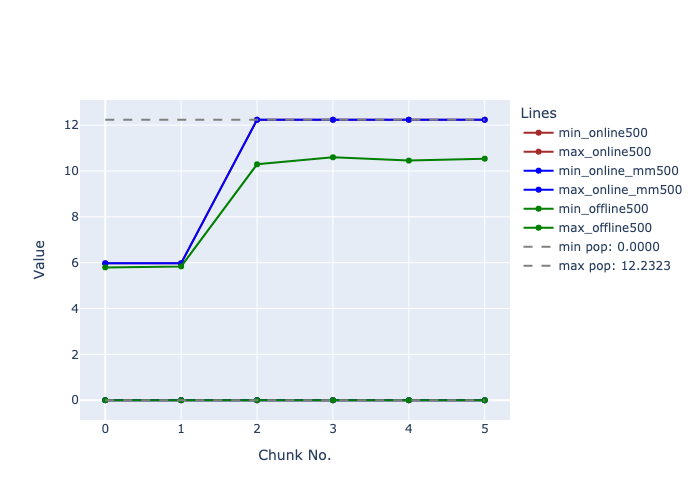 Lines
min_online500
max_online500
min_online_mm500
max_online_mm500
min_offline500
max_offline500
min pop: 0.0000
max pop: 12.2323
Value
12
10
8
6
4
2
0
0 1 2 3 4 5
Chunk No.